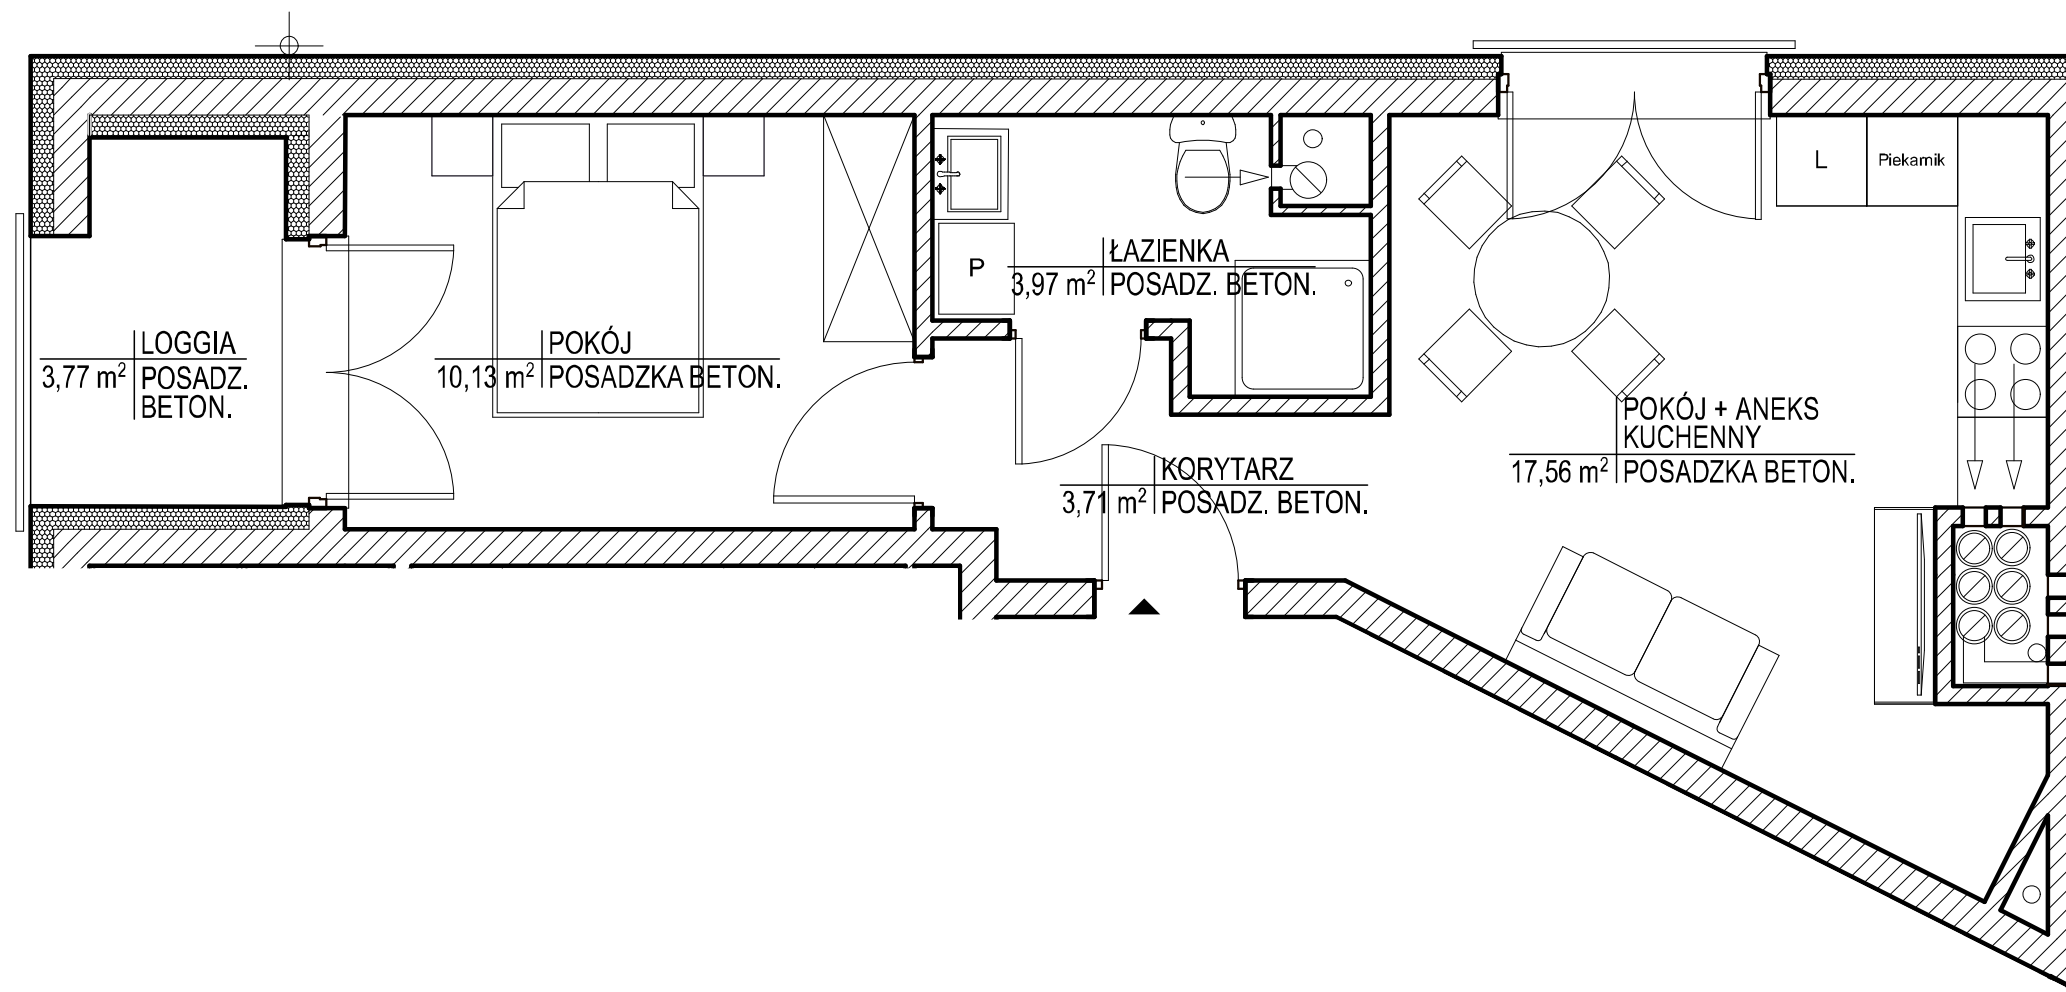 L
Piekarnik
P
ŁAZIENKA
3,97 m² POSADZ. BETON.
LOGGIA
3,77 m² POSADZ.
BETON.
POKÓJ
10,13 m² POSADZKA BETON.
POKÓJ + ANEKS
KUCHENNY
17,56 m² POSADZKA BETON.
KORYTARZ
3,71 m² POSADZ. BETON.